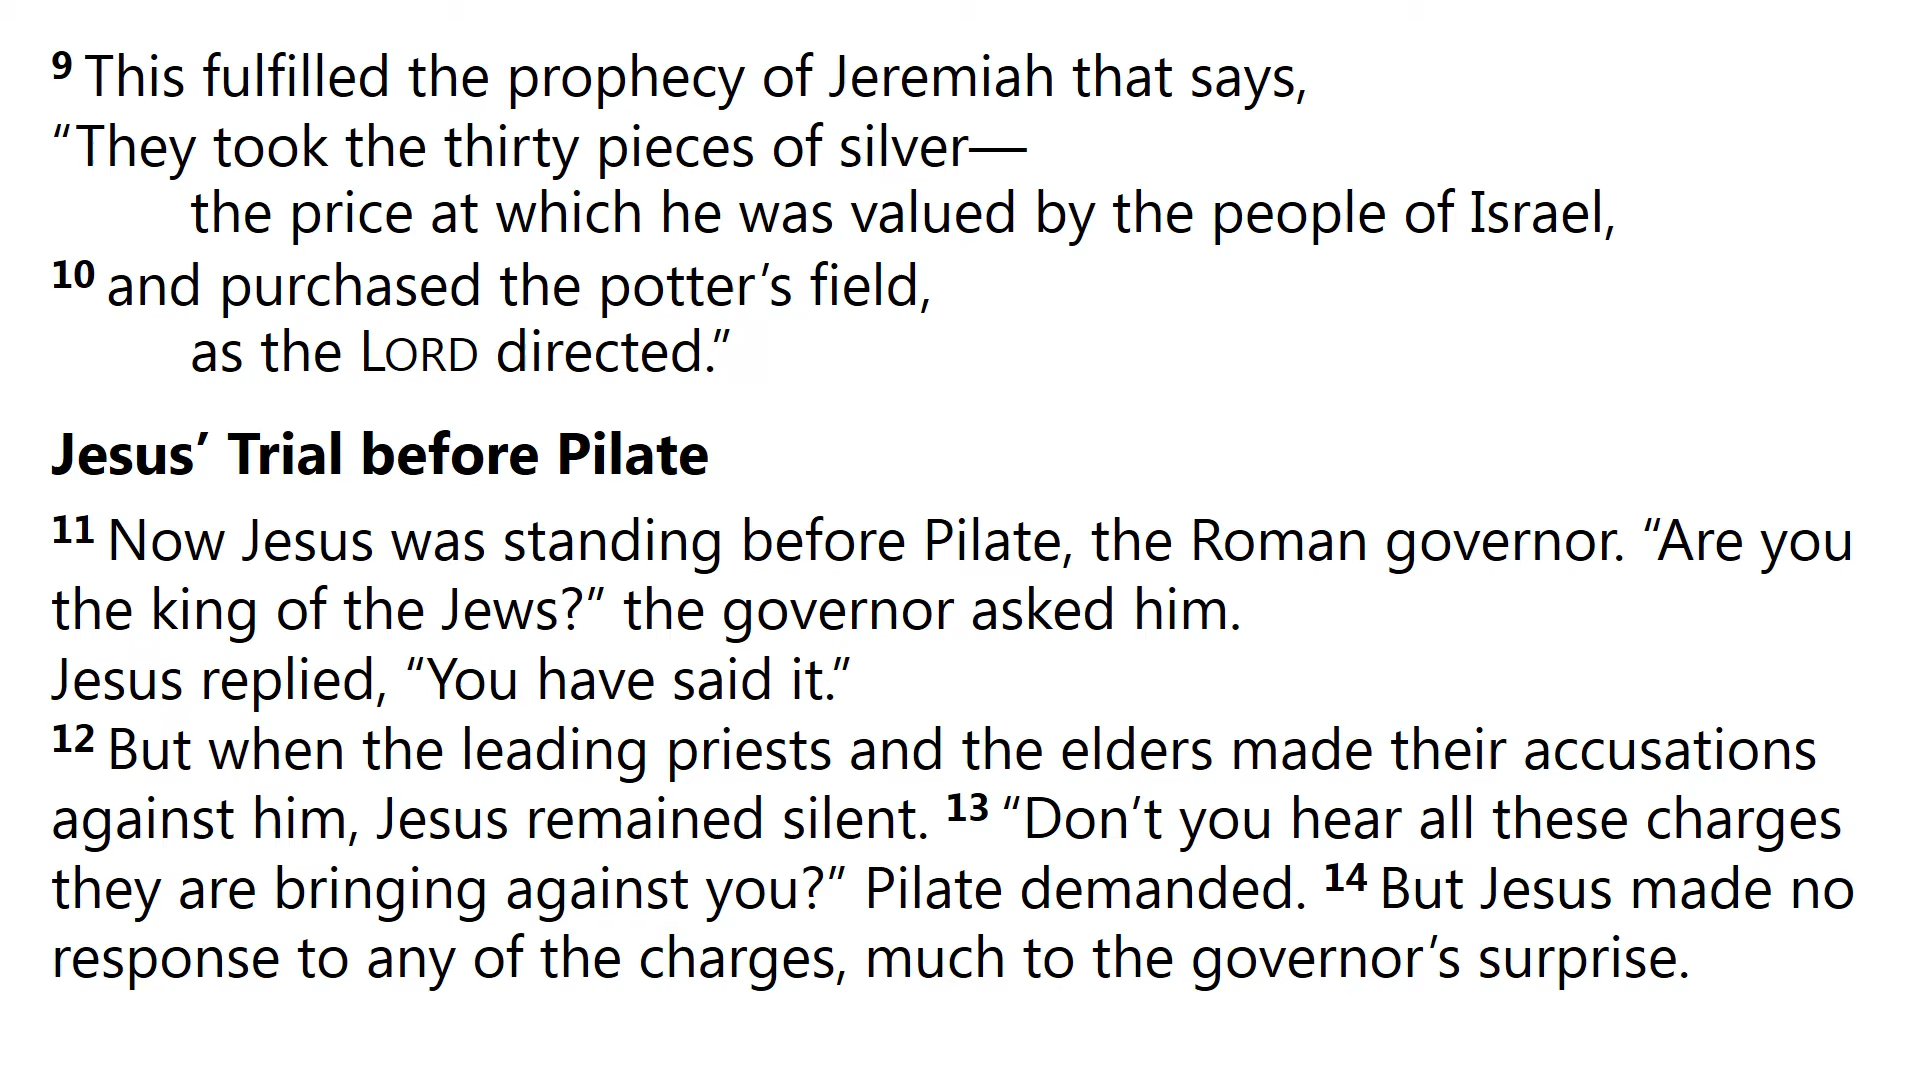 9 This fulfilled the prophecy of Jeremiah that says,
“They took the thirty pieces of silver—
the price at which he was valued by the people of Israel,
10 and purchased the potter’s field,
as the LORD directed.”
Jesus’ Trial before Pilate
11 Now Jesus was standing before Pilate, the Roman governor. “Are you
the king of the Jews?” the governor asked him.
Jesus replied, “You have said it.”
12 But when the leading priests and the elders made their accusations
against him, Jesus remained silent. 13 “Don’t you hear all these charges
they are bringing against you?” Pilate demanded. 14 But Jesus made no
response to any of the charges, much to the governor’s surprise.